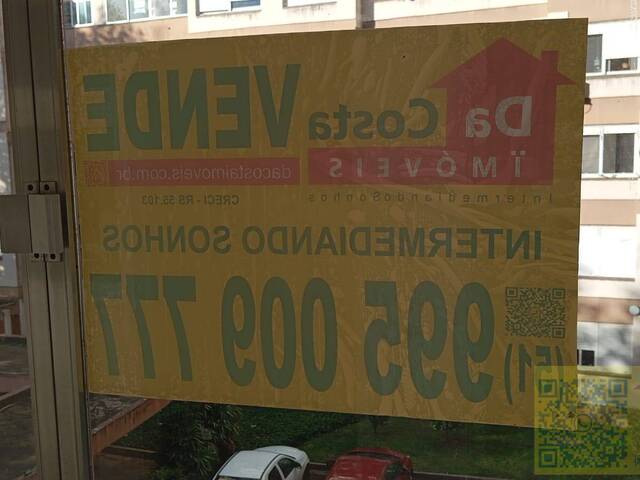 VENDE
Da Costa
IMÓVEIS
IntermediandoSonhos
dacostaimoveis.com.br
CRECI - RS 55.103
INTERMEDIANDO SONHOS
(51) 995 009 777